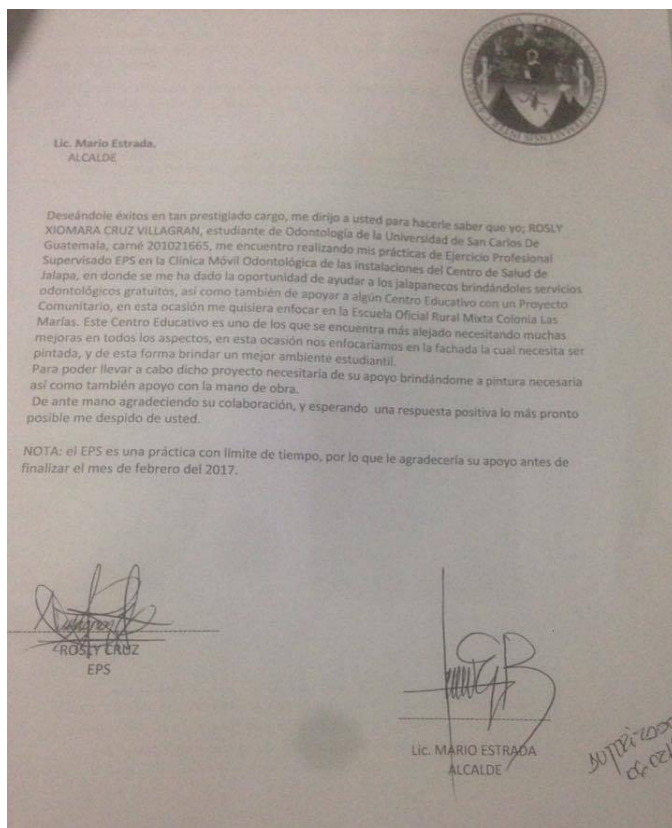 Lic. Mario Estrada.
ALCALDE
Deseándole éxitos en tan prestigiado cargo, me dirijo a usted para hacerle saber que yo; ROSLY
XIOMARA CRUZ VILLAGRAN, estudiante de Odontología de la Universidad de San Carlos De
Guatemala, carné 201021665, me encuentro realizando mis prácticas de Ejercicio Profesional
Supervisado EPS en la Clínica Móvil Odontológica de las instalaciones del Centro de Salud de
Jalapa, en donde se me ha dado la oportunidad de ayudar a los jalapanecos brindándoles servicios
odontológicos gratuitos, así como también de apoyar a algún Centro Educativo con un Proyecto
Comunitario, en esta ocasión me quisiera enfocar en la Escuela Oficial Rural Mixta Colonia Las
Marías. Este Centro Educativo es uno de los que se encuentra más alejado necesitando muchas
mejoras en todos los aspectos, en esta ocasión nos enfocaríamos en la fachada la cual necesita ser
pintada, y de esta forma brindar un mejor ambiente estudiantil.
Para poder llevar a cabo dicho proyecto necesitaría de su apoyo brindándome a pintura necesaria
así como también apoyo con la mano de obra.
De ante mano agradeciendo su colaboración, y esperando una respuesta positiva lo más pronto
posible me despido de usted.
NOTA: el EPS es una práctica con límite de tiempo, por lo que le agradecería su apoyo antes de
finalizar el mes de febrero del 2017.
ROSLY CRUZ
EPS
Lic. MARIO ESTRADA
ALCALDE